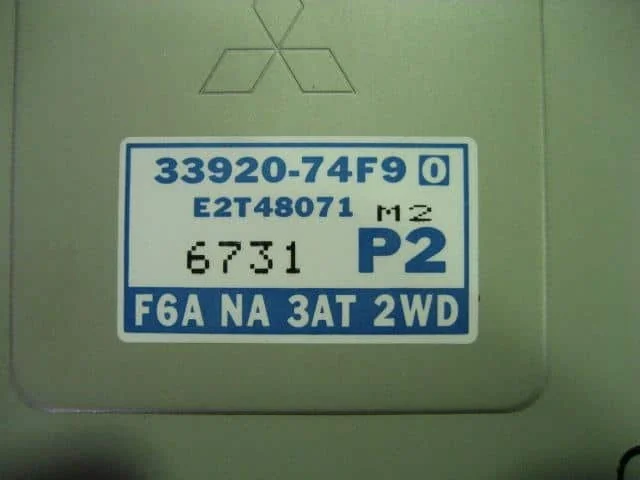 33920-74F9 0
E2T48071 M2
6731 P2
F6A NA 3AT 2WD